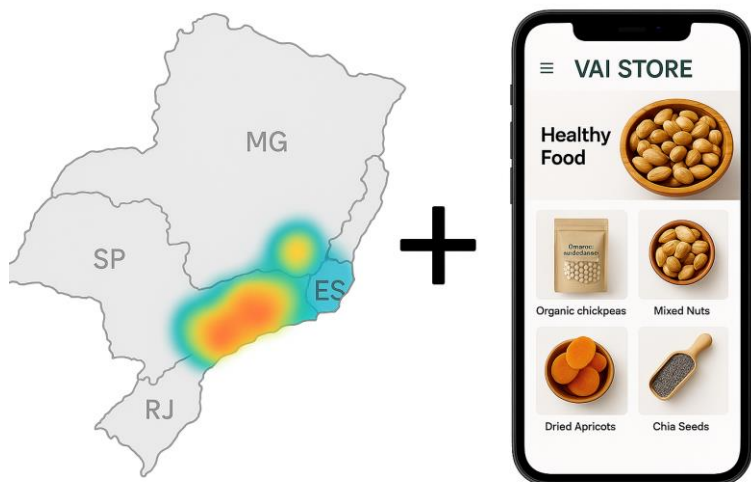 MG
SP
ES
RJ
VAI STORE
Healthy
Food
Organic chickpeas
Mixed Nuts
Dried Apricots
Chia Seeds